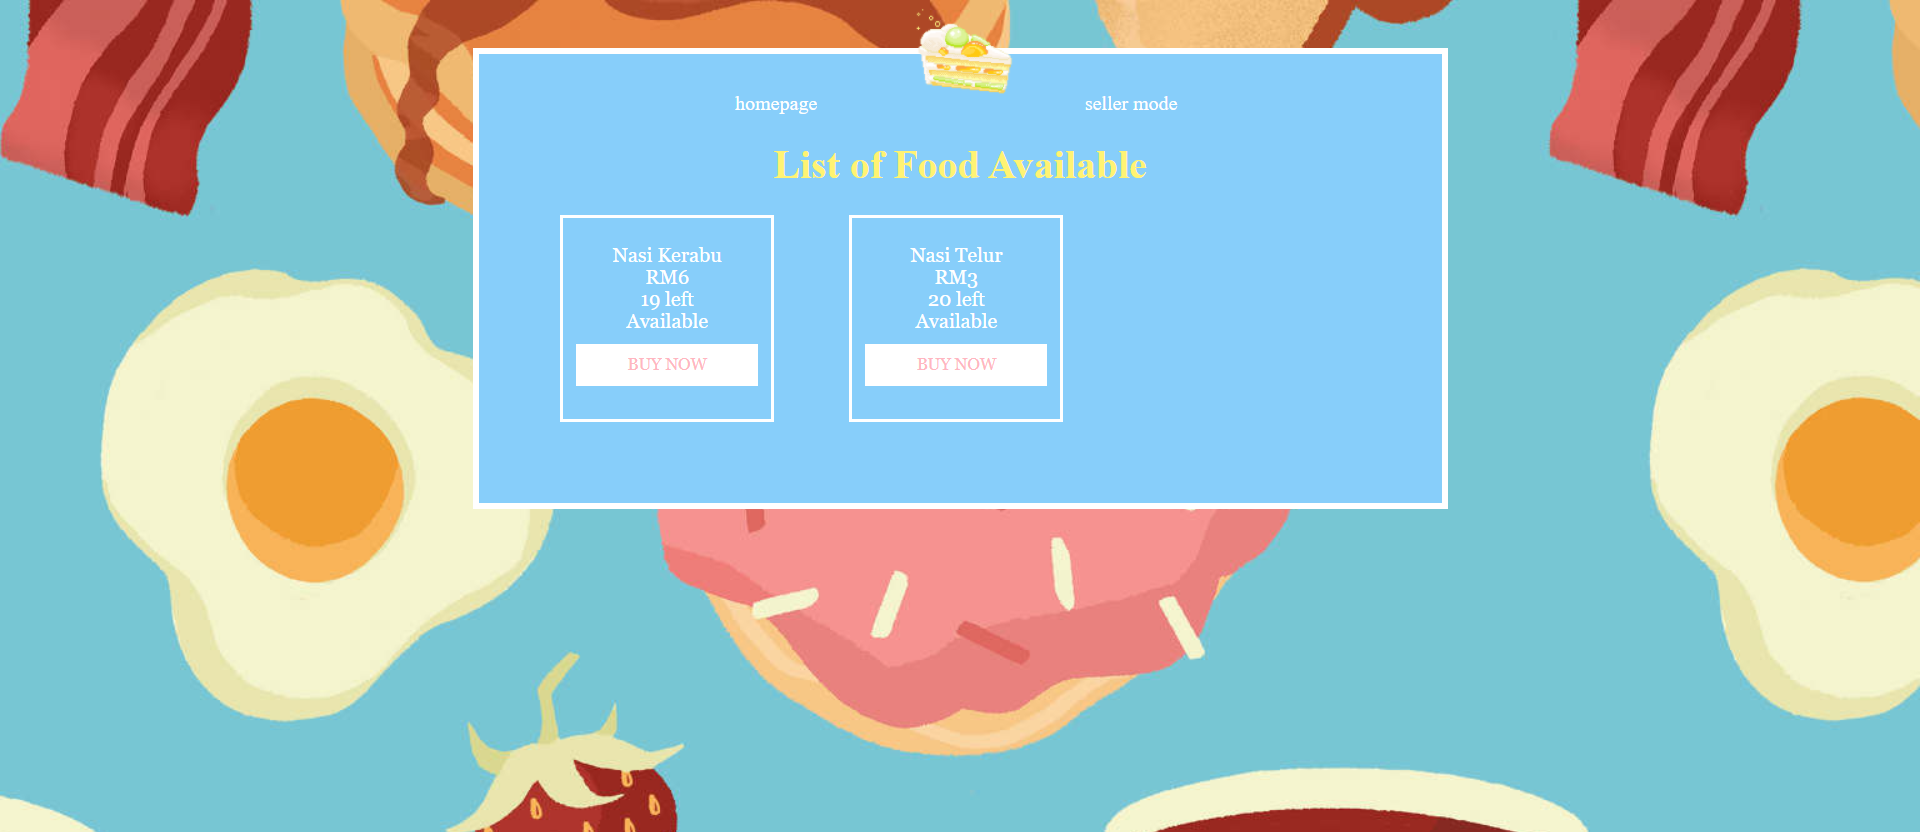 homepage
seller mode
List of Food Available
Nasi Kerabu
RM6
19 left
Available
BUY NOW
Nasi Telur
RM3
20 left
Available
BUY NOW